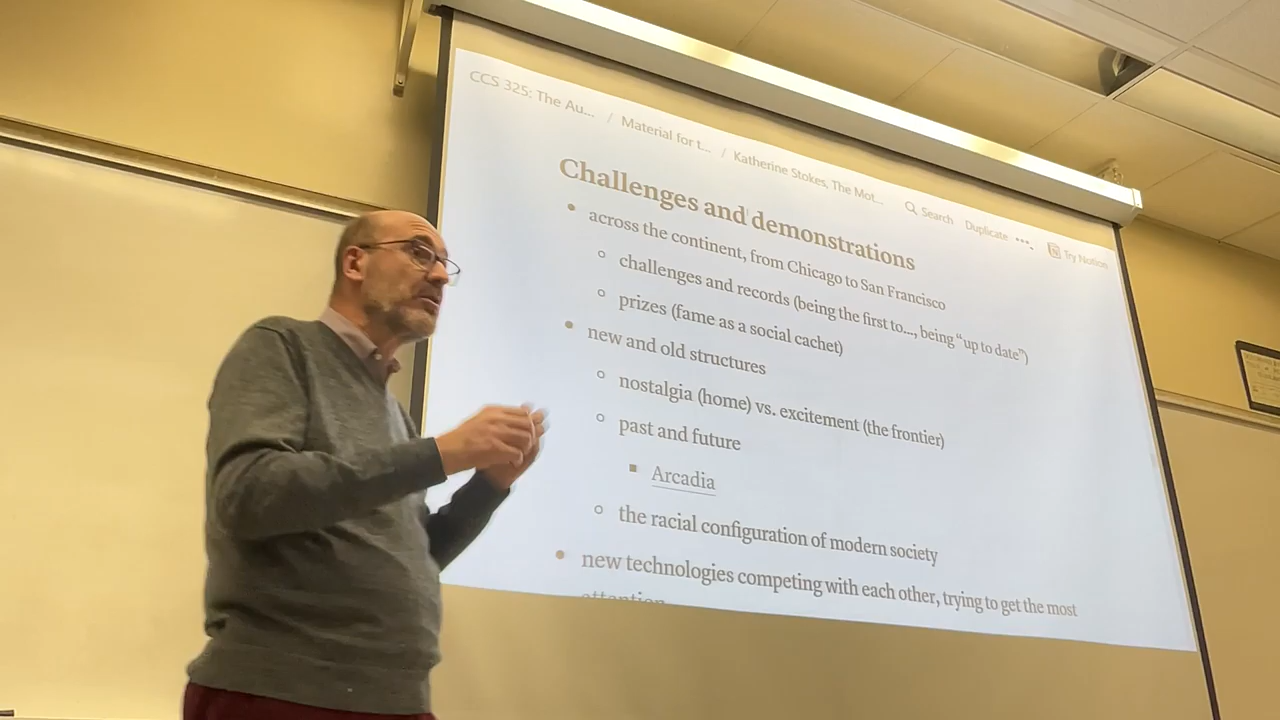 CCS 325: The Au... / Material for t... / Katherine Stokes, The Mot... Search Duplicate ... Try Notion
Challenges and demonstrations
• across the continent, from Chicago to San Francisco
◦ challenges and records (being the first to..., being “up to date”)
◦ prizes (fame as a social cachet)
• new and old structures
◦ nostalgia (home) vs. excitement (the frontier)
◦ past and future
▪ Arcadia
◦ the racial configuration of modern society
• new technologies competing with each other, trying to get the most
attention